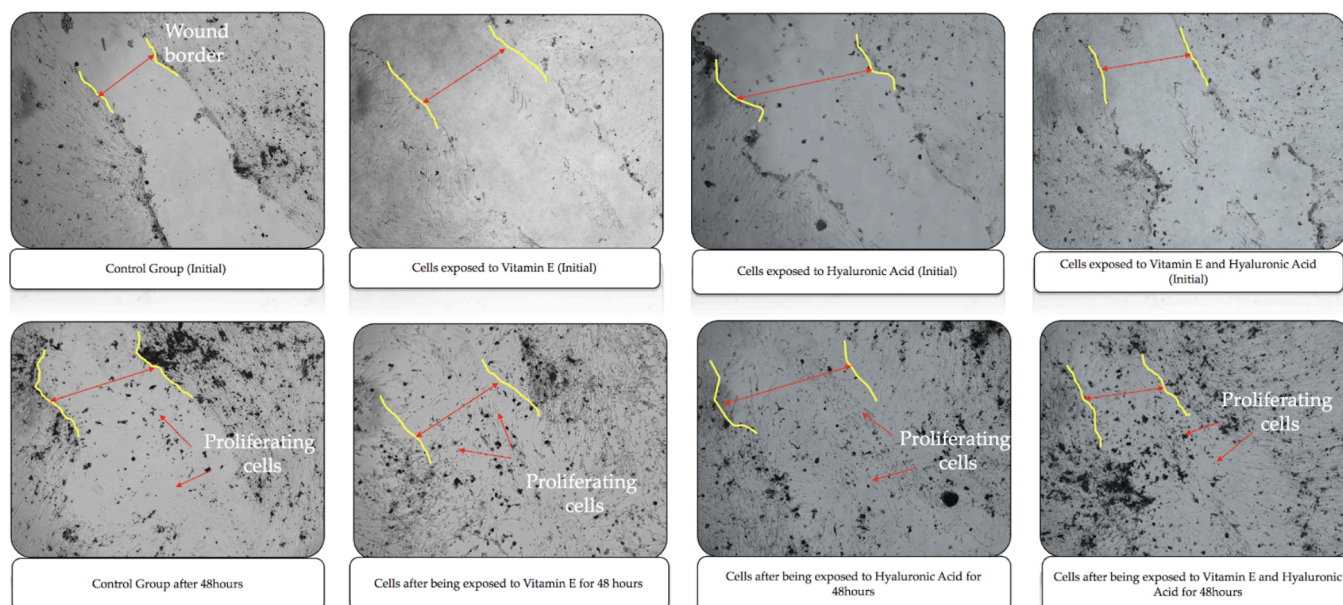 Wound
border
Control Group (Initial)
Cells exposed to Vitamin E (Initial)
Cells exposed to Hyaluronic Acid (Initial)
Cells exposed to Vitamin E and Hyaluronic Acid
(Initial)
Proliferating
cells
Proliferating
cells
Proliferating
cells
Proliferating
cells
Control Group after 48hours
Cells after being exposed to Vitamin E for 48 hours
Cells after being exposed to Hyaluronic Acid for
48hours
Cells after being exposed to Vitamin E and Hyaluronic
Acid for 48hours